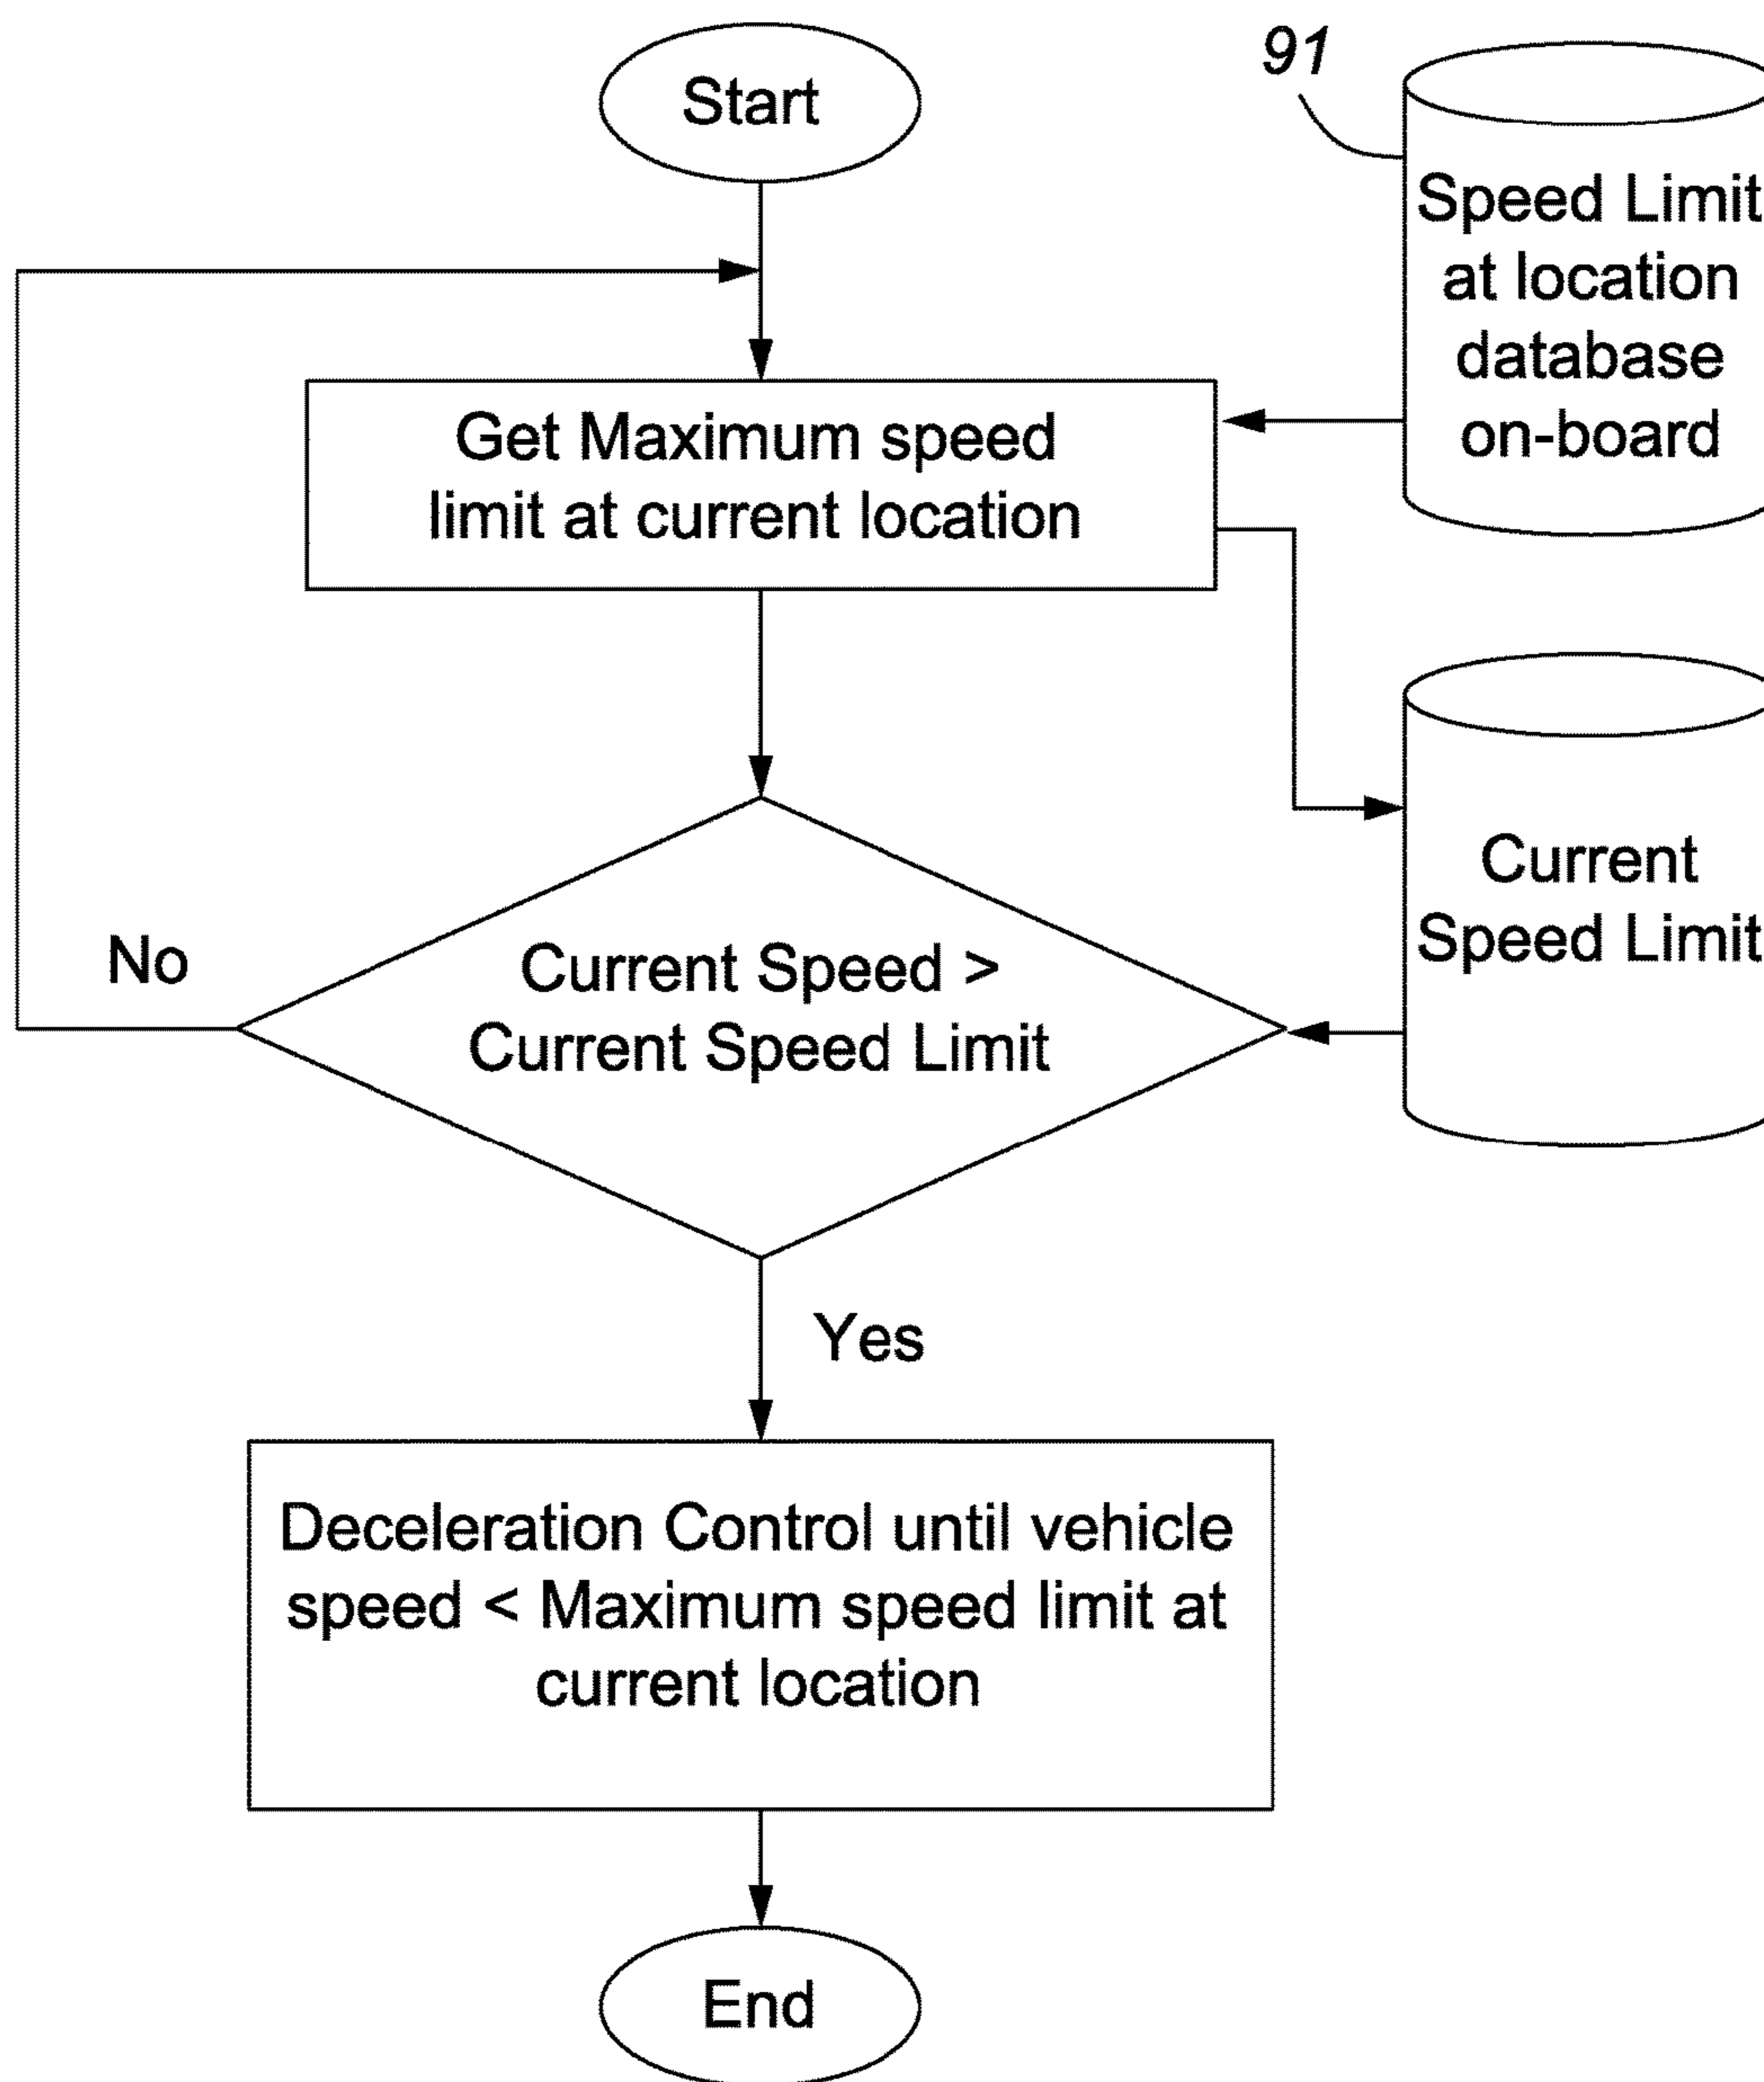 Start
91
Speed Limit
at location
database
on-board
Get Maximum speed
limit at current location
Current
Speed Limit
No
Current Speed >
Current Speed Limit
Yes
Deceleration Control until vehicle
speed < Maximum speed limit at
current location
End